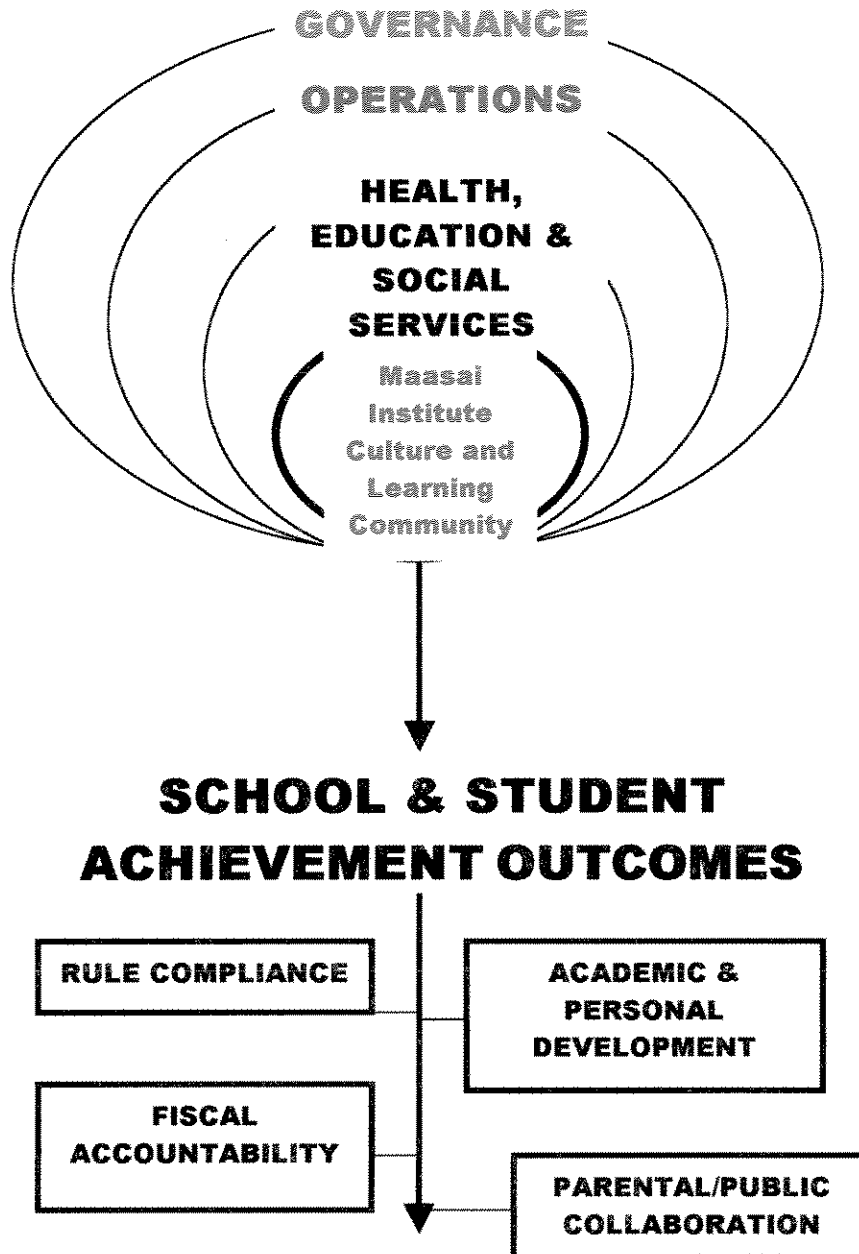 GOVERNANCE
OPERATIONS
HEALTH,
EDUCATION &
SOCIAL
SERVICES
Maasai
Institute
Culture and
Learning
Community
SCHOOL & STUDENT
ACHIEVEMENT OUTCOMES
RULE COMPLIANCE
ACADEMIC &
PERSONAL
DEVELOPMENT
FISCAL
ACCOUNTABILITY
PARENTAL/PUBLIC
COLLABORATION